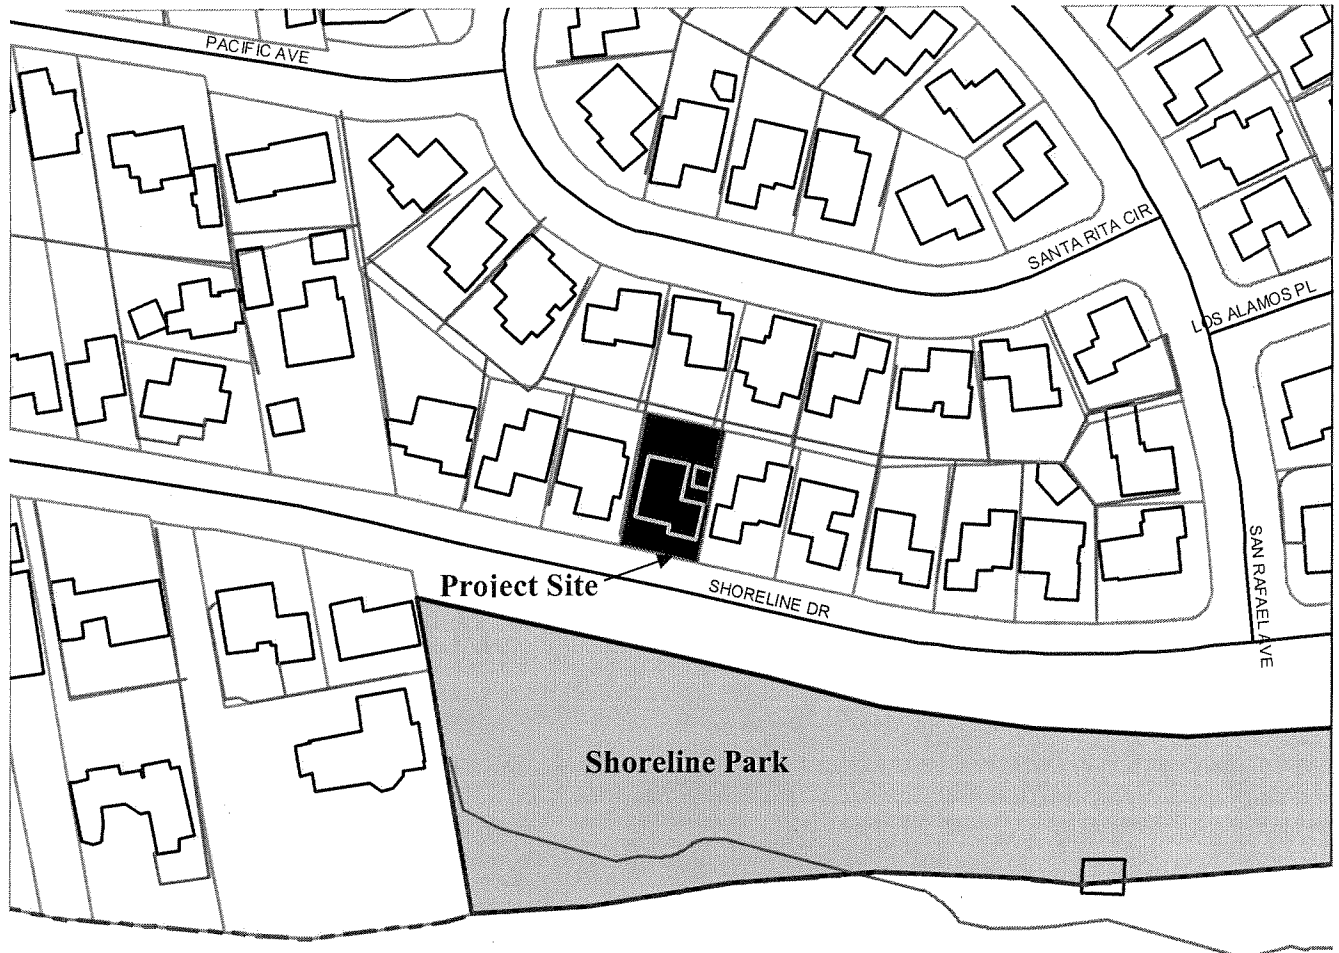 PACIFIC AVE
SANTA RITA CIR
LOS ALAMOS PL
SAN RAFAEL AVE
Project Site
SHORELINE DR
Shoreline Park